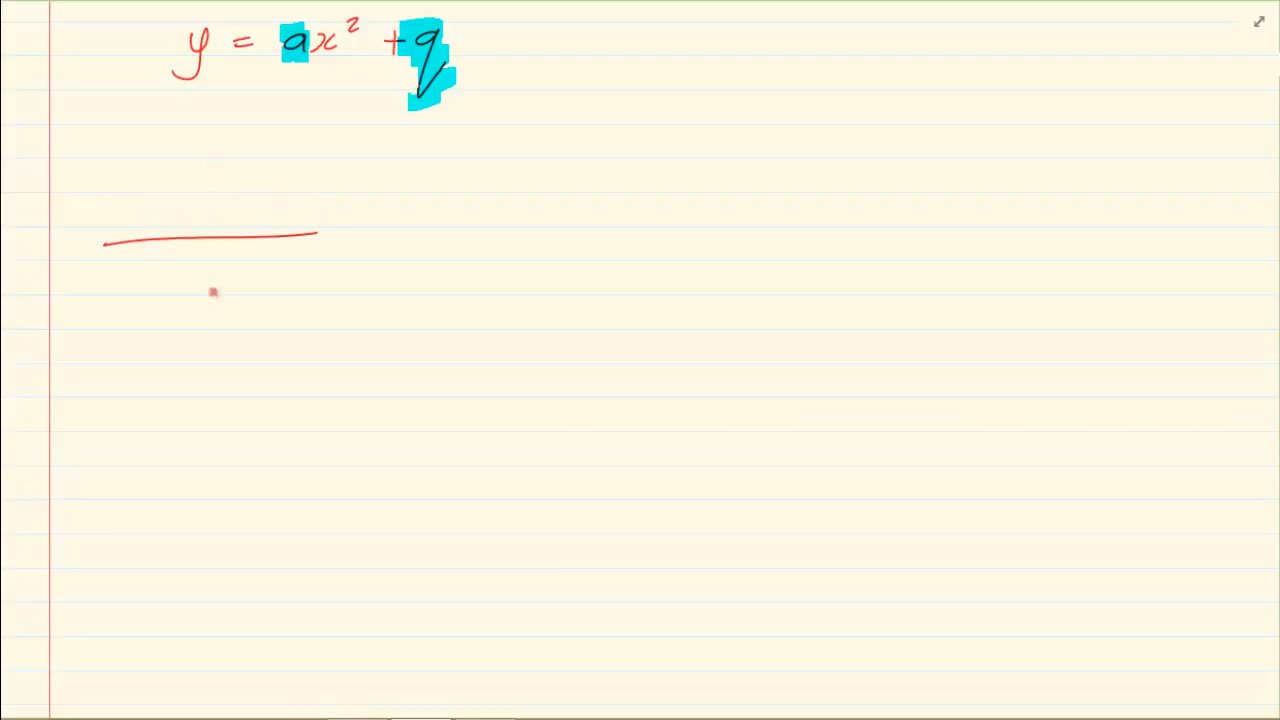 y = ax² + q